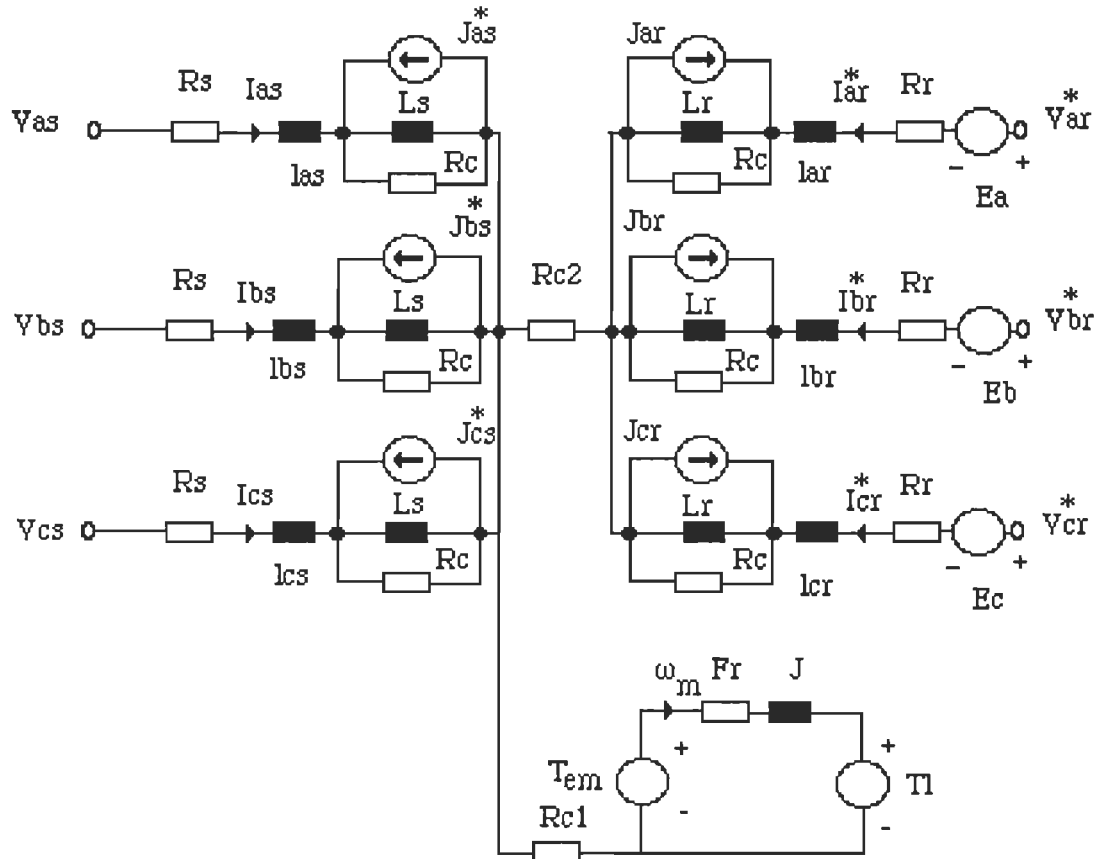 Jas*
Jar
Rs
Ias
Ls
Lr
Iar*
Rr
Vas
Var*
Rc
Rc
las
lar
- +
Ea
Jbs*
Jbr
Rs
Ibs
Ls
Rc2
Lr
Ibr*
Rr
Vbs
Vbr*
Rc
Rc
lbs
lbr
- +
Eb
Jcs*
Jcr
Rs
Ics
Ls
Lr
Icr*
Rr
Vcs
Vcr*
Rc
Rc
lcs
lcr
- +
Ec
ωm
Fr
J
+
+
Tem
Tl
-
-
Rc1